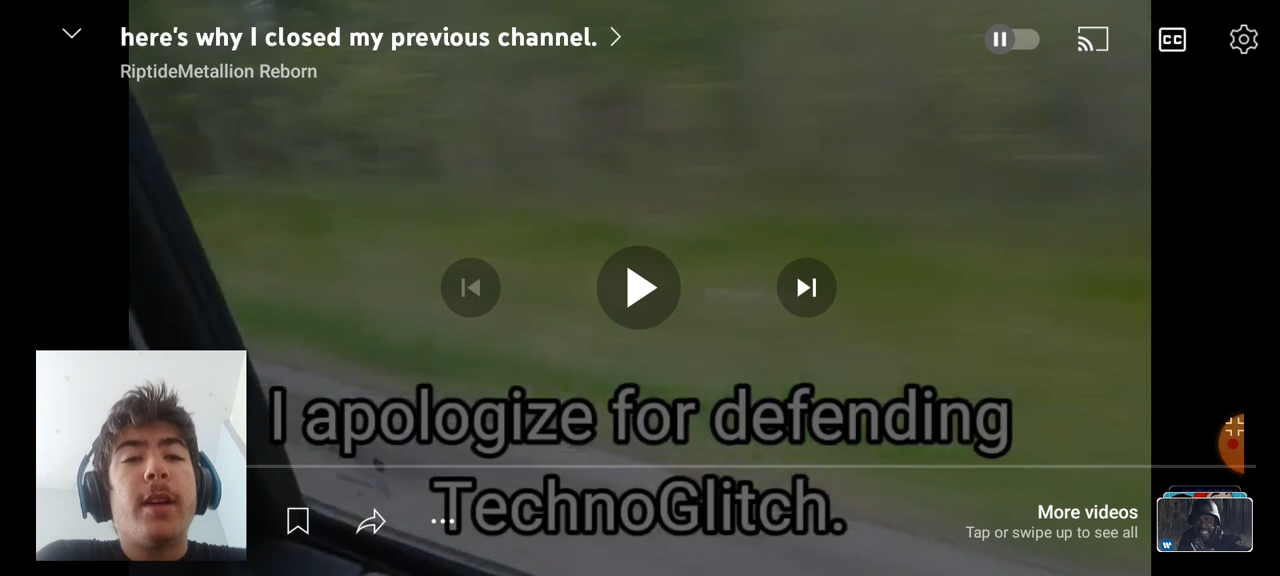 here's why I closed my previous channel.
RiptideMetallion Reborn
CC
I apologize for defending
TechnoGlitch.
More videos
Tap or swipe up to see all
W